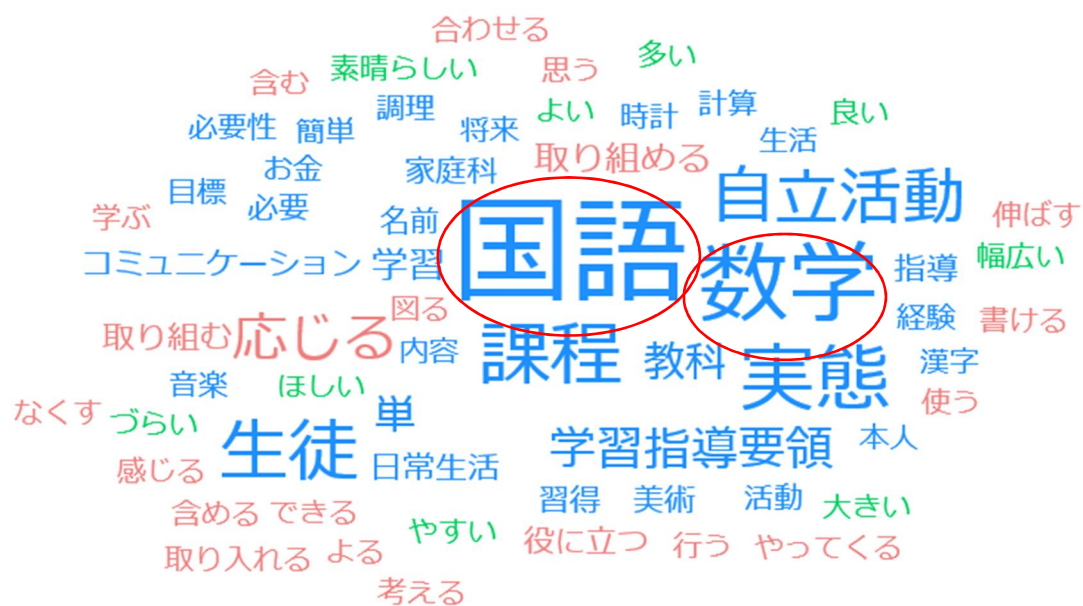 合わせる
含む 素晴らしい 思う 多い
必要性 簡単 調理 将来 よい 時計 計算 良い
お金 家庭科 取り組める 生活
目標 必要 名前 自立活動
学ぶ 国語 伸ばす
コミュニケーション 学習 数学 指導 幅広い
取り組む 応じる 図る 経験 書ける
内容 課程 教科 実態 漢字
音楽 ほしい 使う
なくす づらい 単
生徒 学習指導要領 本人
感じる 日常生活
含める できる 習得 美術 活動 大きい
取り入れる よる やすい 役に立つ 行う やってくる
考える